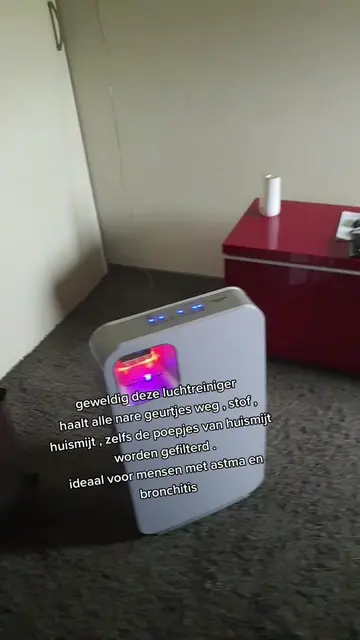 geweldig deze luchtreiniger
haalt alle nare geurtjes weg , stof ,
huismijt , zelfs de poepjes van huismijt
worden gefilterd .
ideaal voor mensen met astma en
bronchitis